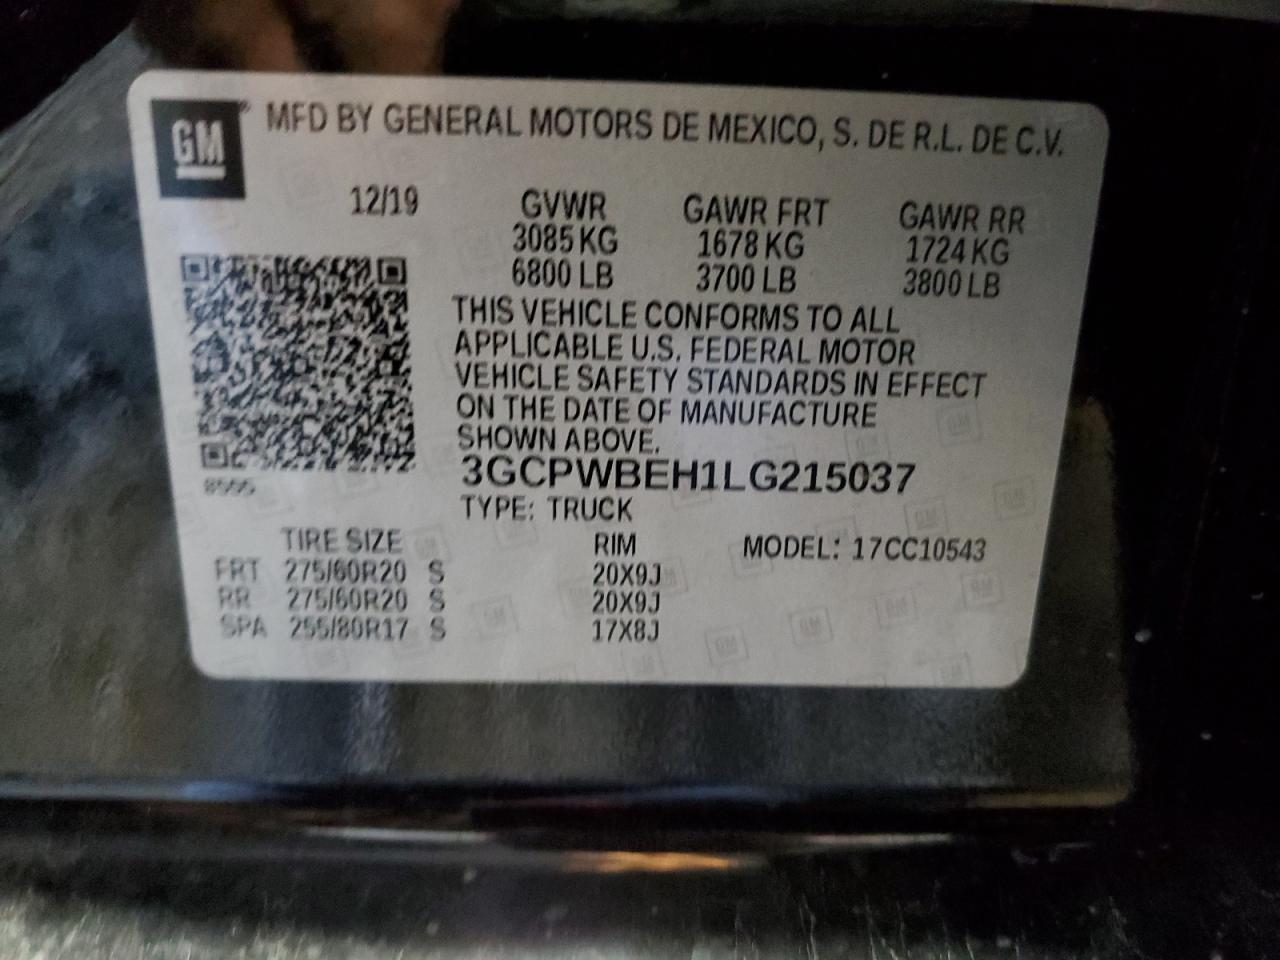 GM ® MFD BY GENERAL MOTORS DE MEXICO, S. DE R.L. DE C.V.
12/19 GVWR GAWR FRT GAWR RR
3085 KG 1678 KG 1724 KG
6800 LB 3700 LB 3800 LB
THIS VEHICLE CONFORMS TO ALL
APPLICABLE U.S. FEDERAL MOTOR
VEHICLE SAFETY STANDARDS IN EFFECT
ON THE DATE OF MANUFACTURE
SHOWN ABOVE.
3GCPWBEH1LG215037
TYPE: TRUCK
TIRE SIZE RIM MODEL: 17CC10543
FRT 275/60R20 S 20X9J
RR 275/60R20 S 20X9J
SPA 255/80R17 S 17X8J